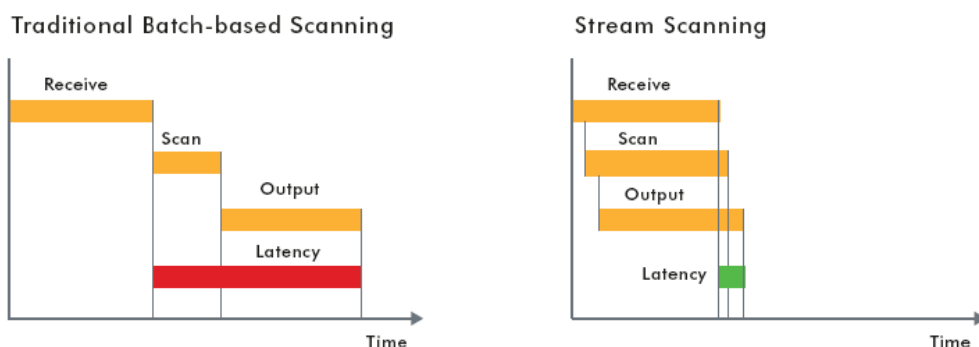 Traditional Batch-based Scanning
Receive
Scan
Output
Latency
Time
Stream Scanning
Receive
Scan
Output
Latency
Time